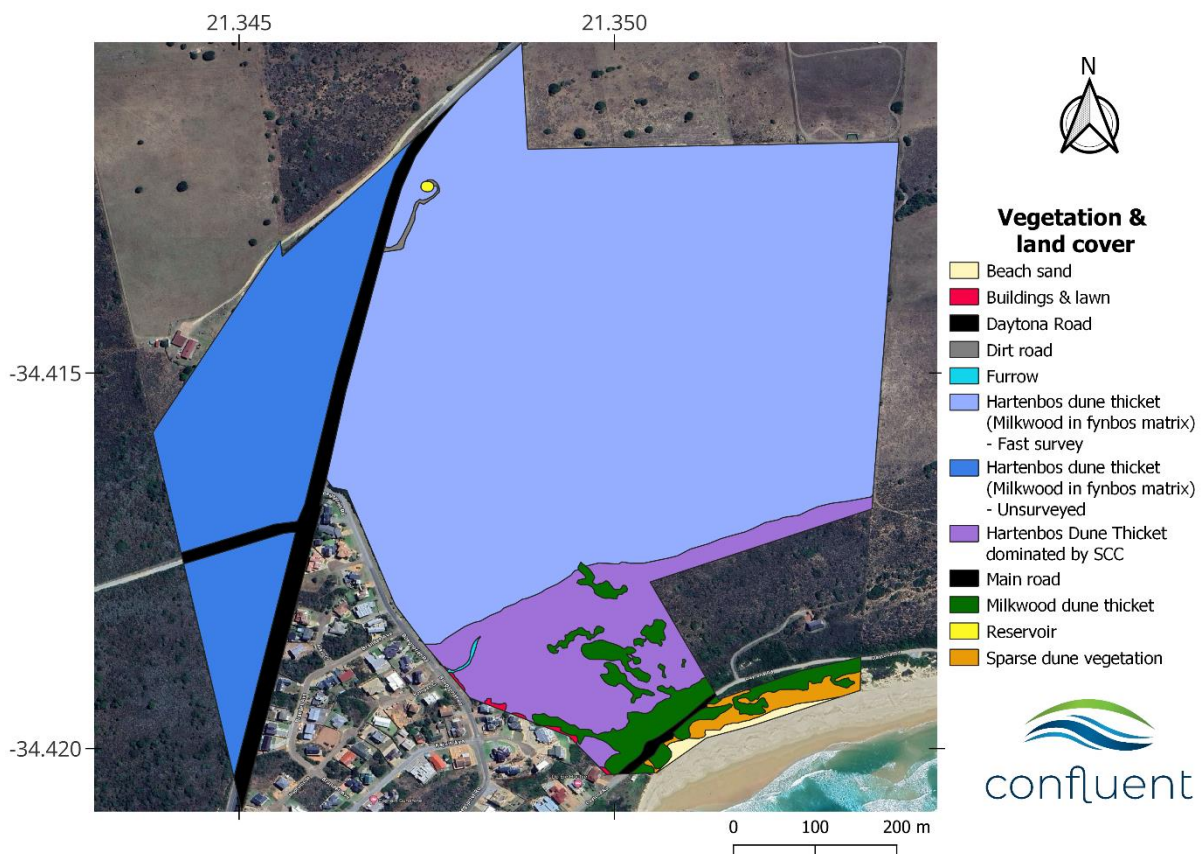 21.345
21.350
N
-34.415
-34.420
Vegetation &
land cover
Beach sand
Buildings & lawn
Daytona Road
Dirt road
Furrow
Hartenbos dune thicket
(Milkwood in fynbos matrix)
- Fast survey
Hartenbos dune thicket
(Milkwood in fynbos matrix)
- Unsurveyed
Hartenbos Dune Thicket
dominated by SCC
Main road
Milkwood dune thicket
Reservoir
Sparse dune vegetation
confluent
0 100 200 m